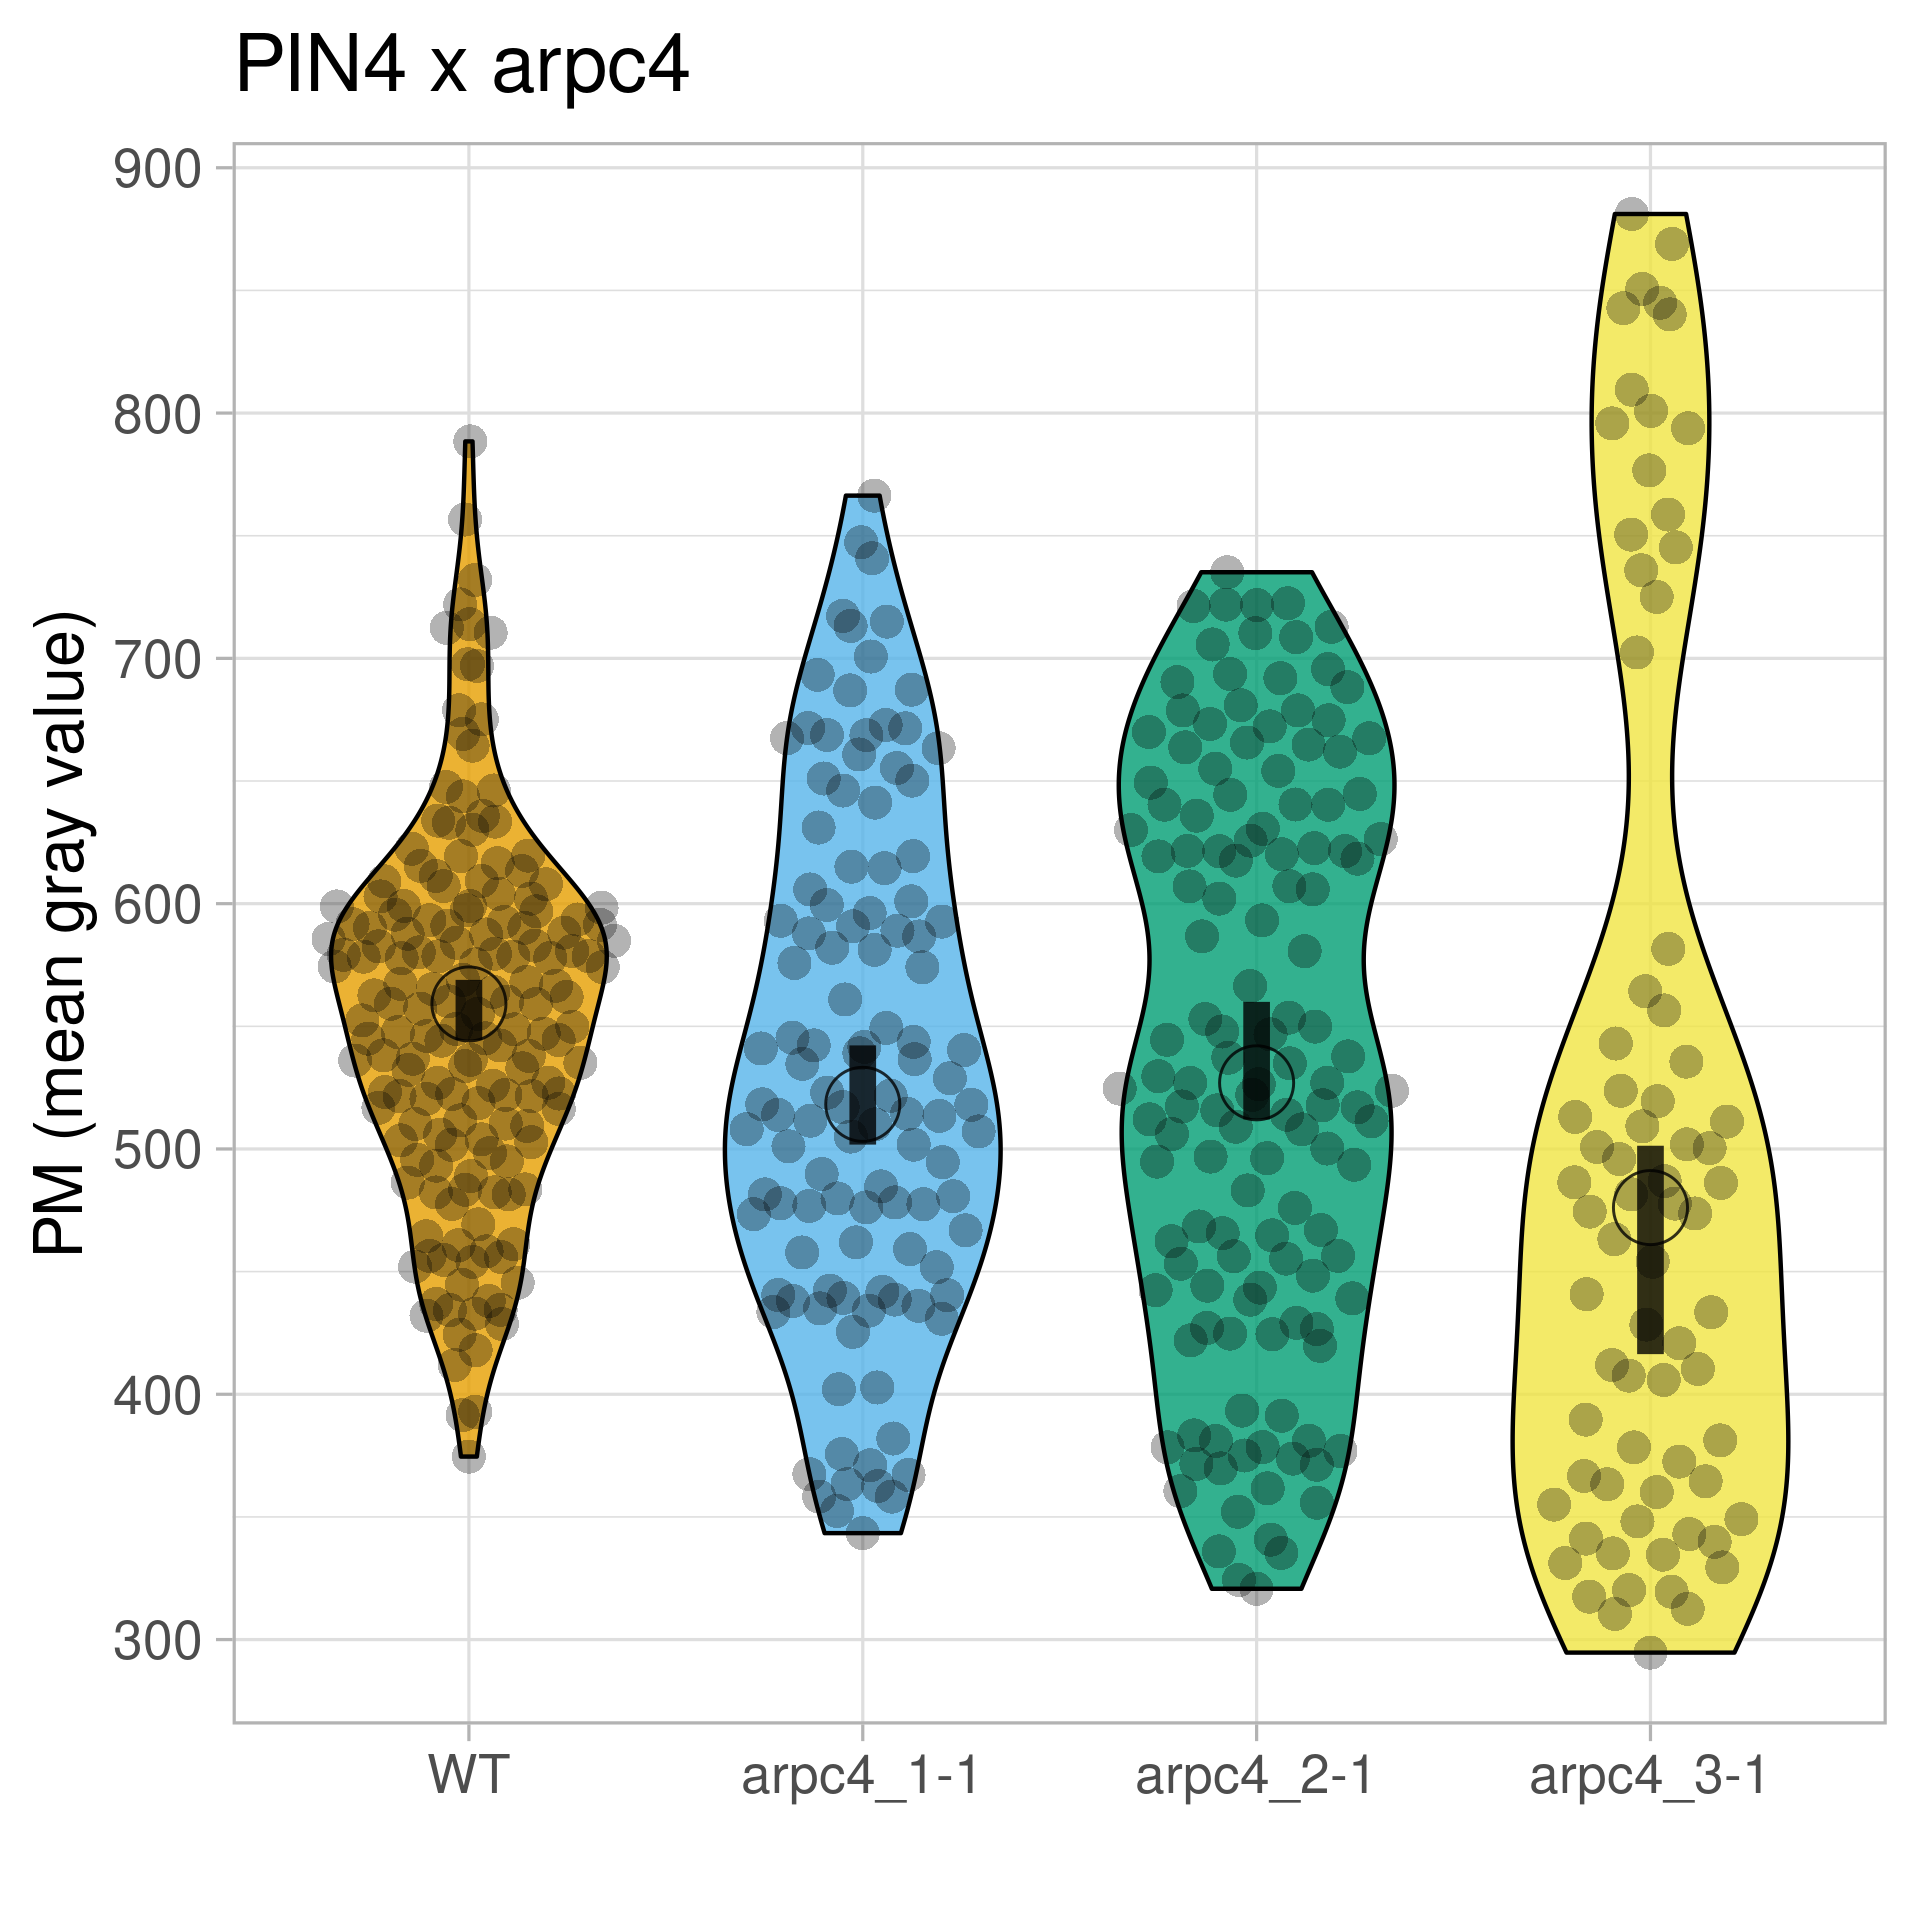 PIN4 x arpc4
PM (mean gray value)
900
800
700
600
500
400
300
WT
arpc4_1-1
arpc4_2-1
arpc4_3-1